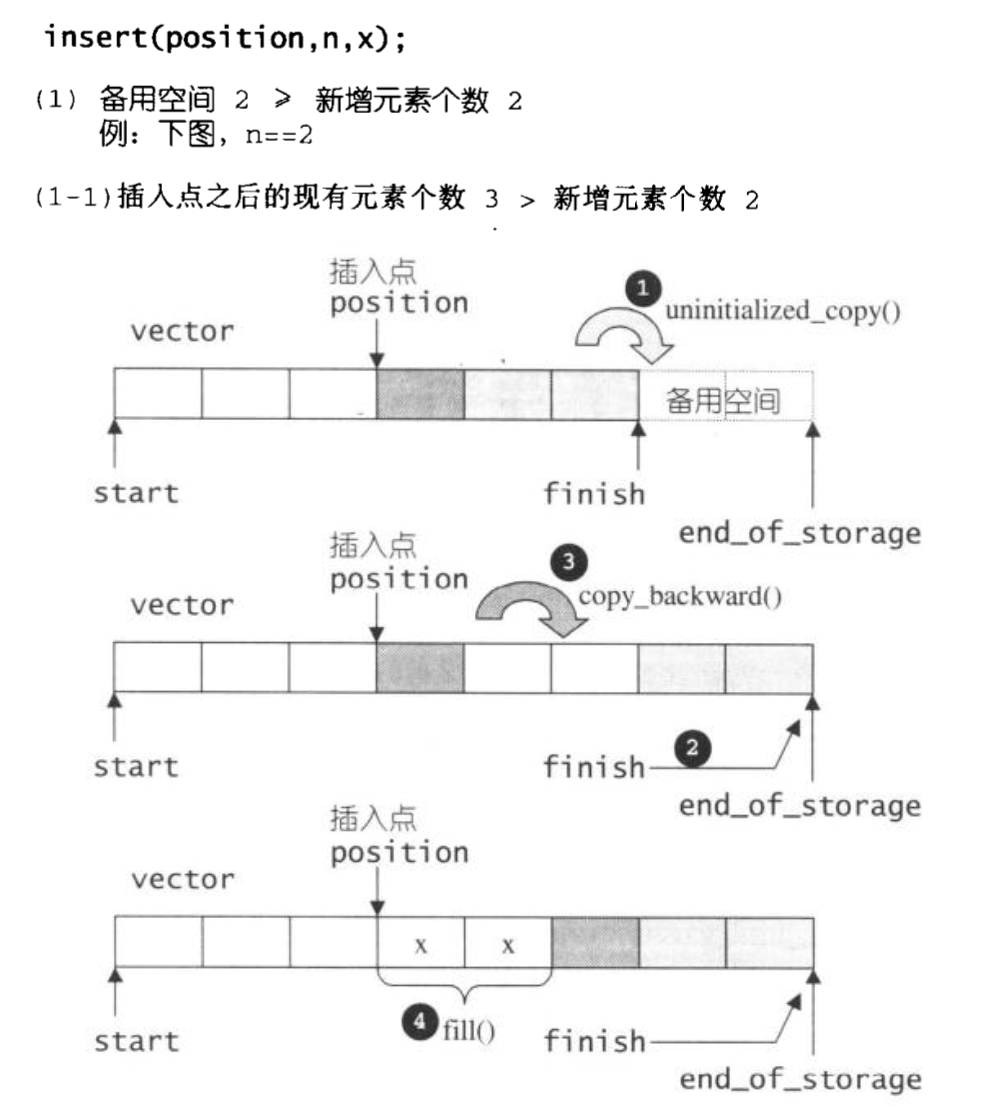 insert(position,n,x);
(1) 备用空间 2 ⩾ 新增元素个数 2
例：下图，n==2
(1-1)插入点之后的现有元素个数 3 > 新增元素个数 2
插入点
position
1
uninitialized_copy()
vector
备用空间
start
finish
end_of_storage
插入点
position
3
copy_backward()
vector
start
finish
2
end_of_storage
插入点
position
vector
x x
4 fill()
start
finish
end_of_storage